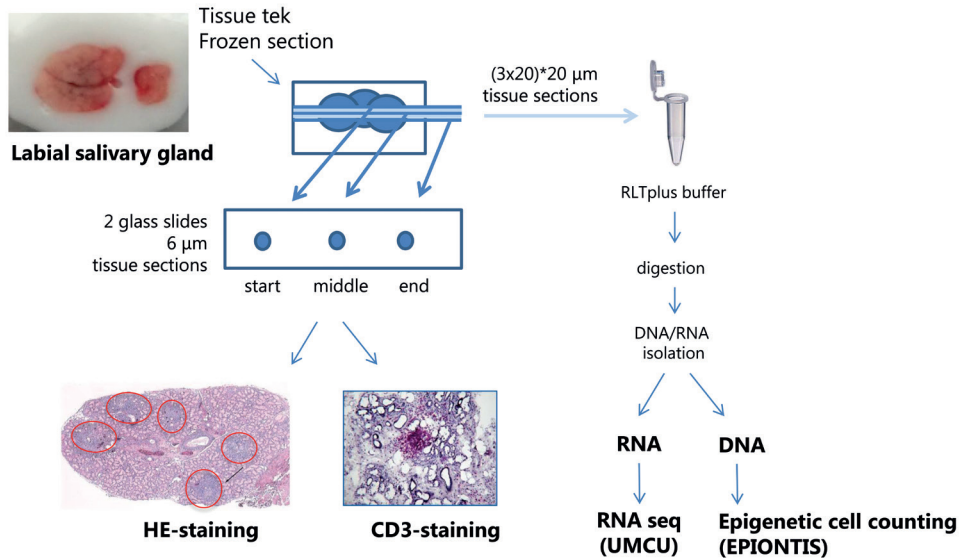 Tissue tek
Frozen section
Labial salivary gland
(3x20)*20 µm
tissue sections
RLTplus buffer
digestion
DNA/RNA
isolation
2 glass slides
6 µm
tissue sections
start middle end
HE-staining
CD3-staining
RNA
DNA
RNA seq
(UMCU)
Epigenetic cell counting
(EPIONTIS)